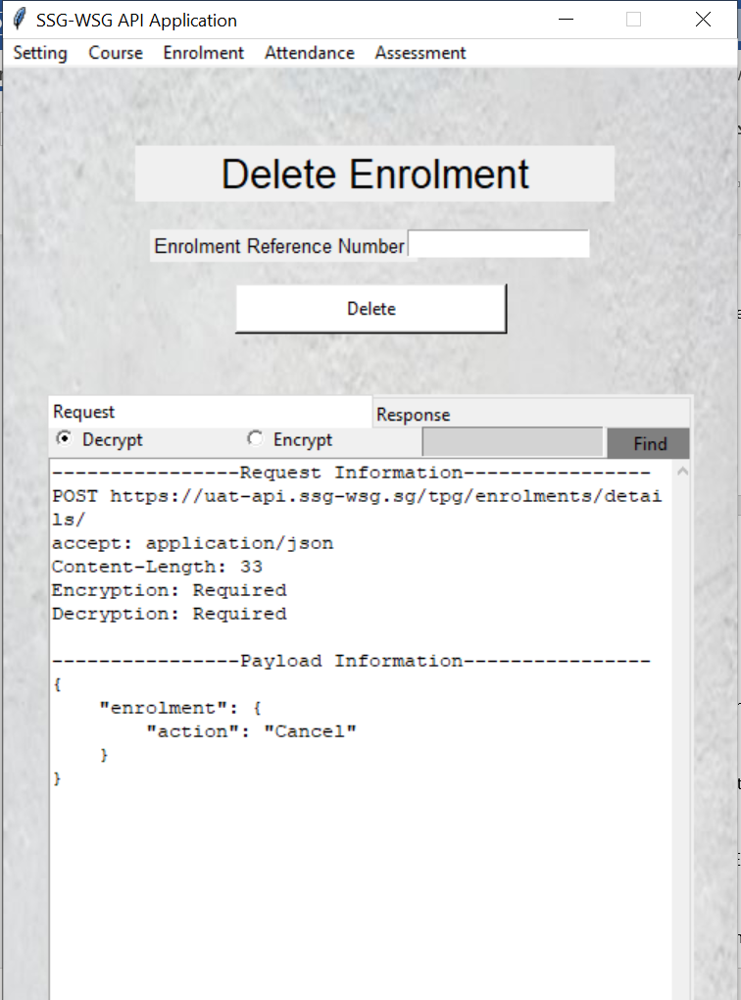 SSG-WSG API Application
Setting Course Enrolment Attendance Assessment
Delete Enrolment
Enrolment Reference Number
Delete
Request Response
Decrypt Encrypt Find
----------------Request Information----------------
POST https://uat-api.ssg-wsg.sg/tpg/enrolments/detai
ls/
accept: application/json
Content-Length: 33
Encryption: Required
Decryption: Required
----------------Payload Information----------------
{
    "enrolment": {
        "action": "Cancel"
    }
}